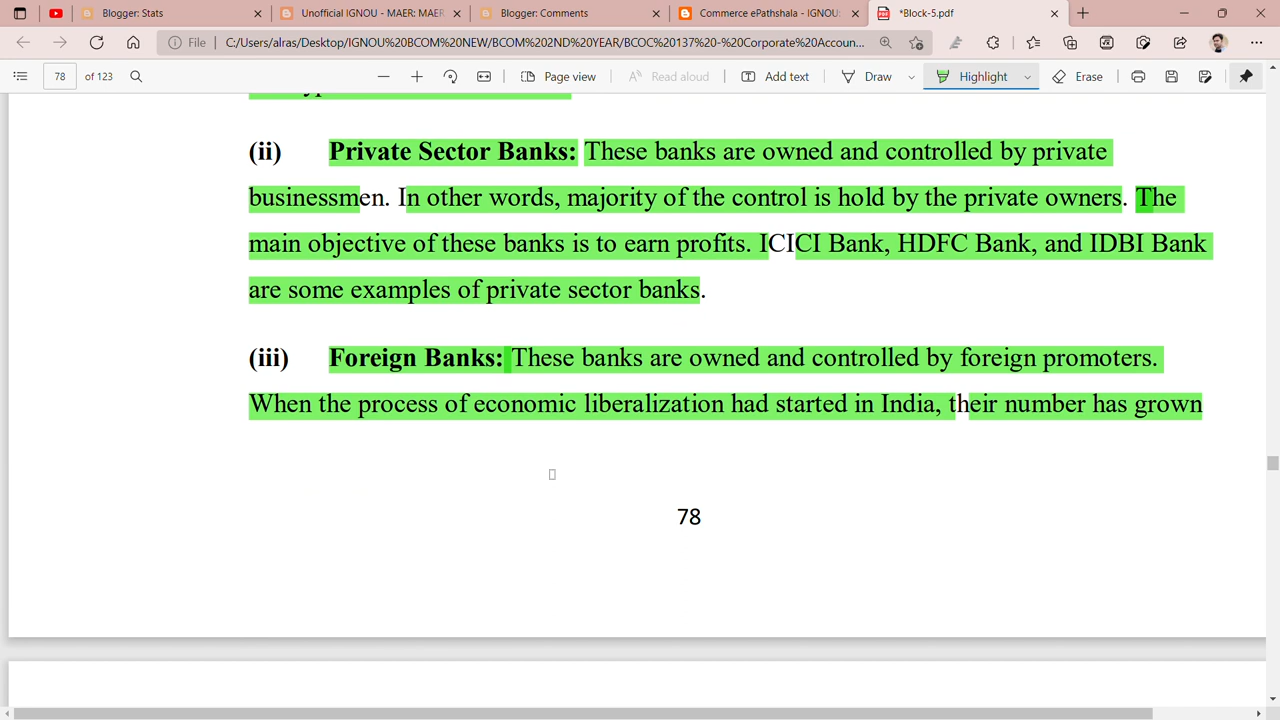 Blogger: Stats
Unofficial IGNOU - MAER: MAER
Blogger: Comments
Commerce ePathshala - IGNOU:
*Block-5.pdf
File
C:/Users/alras/Desktop/IGNOU%20BCOM%20NEW/BCOM%202ND%20YEAR/BCOC%20137%20-%20Corporate%20Accoun...
78 of 123
Page view
Read aloud
Add text
Draw
Highlight
Erase
(ii) Private Sector Banks: These banks are owned and controlled by private
businessmen. In other words, majority of the control is hold by the private owners. The
main objective of these banks is to earn profits. ICICI Bank, HDFC Bank, and IDBI Bank
are some examples of private sector banks.
(iii) Foreign Banks: These banks are owned and controlled by foreign promoters.
When the process of economic liberalization had started in India, their number has grown
78